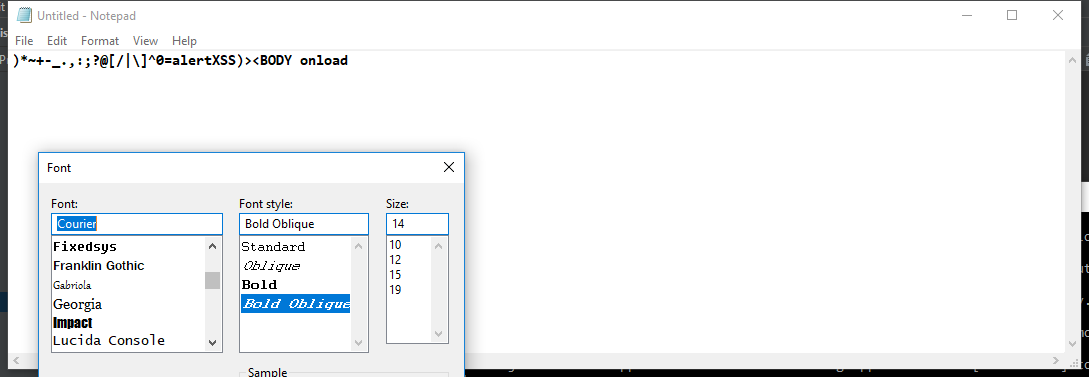 Untitled - Notepad
File Edit Format View Help
)*~+-_.,:;?@[/|\]^0=alertXSS)><BODY onload
Font
Font: Font style: Size:
Courier Bold Oblique 14
Fixedsys Standard 10
Franklin Gothic Oblique 12
Gabriola Bold 15
Georgia Bold Oblique 19
Impact
Lucida Console
Sample